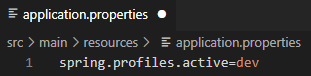 application.properties
src > main > resources > application.properties
1 spring.profiles.active=dev